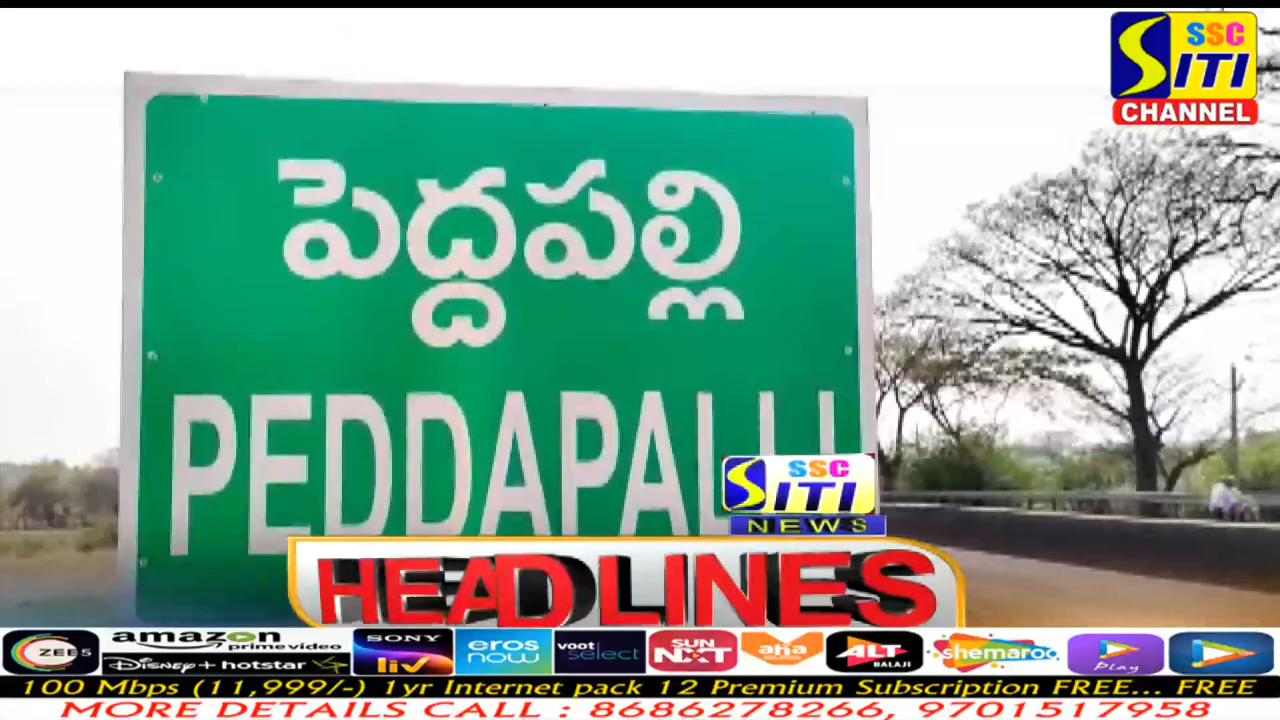 SSC
SITI
CHANNEL
పెద్దపల్లి
PEDDAPALLI
SSC
SITI
NEWS
HEADLINES
ZEE5
amazon
prime video
Disney+ hotstar
SONY
liv
eros
now
voot
select
SUN
NXT
aha
ALT
BALAJI
shemaroo
Play
100 Mbps (11,999/-) 1yr Internet pack 12 Premium Subscription FREE... FREE
MORE DETAILS CALL : 8686278266, 9701517958